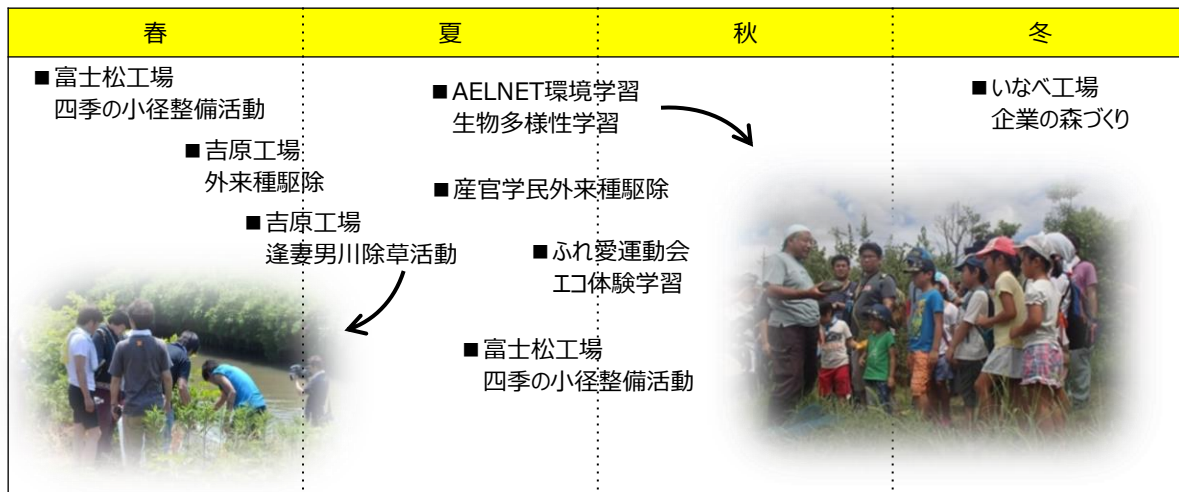 春 夏 秋 冬
■富士松工場
四季の小径整備活動
■吉原工場
外来種駆除
■吉原工場
逢妻男川除草活動
■AELNET環境学習
生物多様性学習
■産官学民外来種駆除
■ふれ愛運動会
エコ体験学習
■富士松工場
四季の小径整備活動
■いなべ工場
企業の森づくり